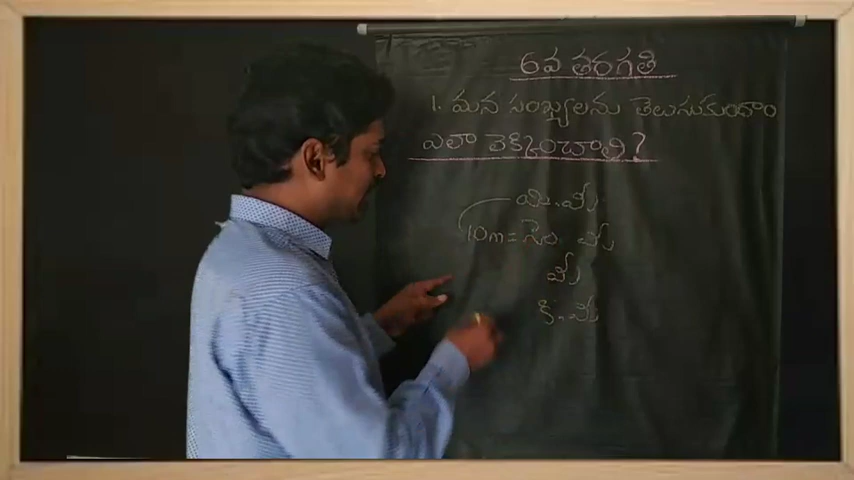 6వ తరగతి
1. మన సంఖ్యలను తెలుసుకుందాం
ఎలా లెక్కించాలి?
మి.మీ
10m = సెం. మీ
మీ
కి.మీ